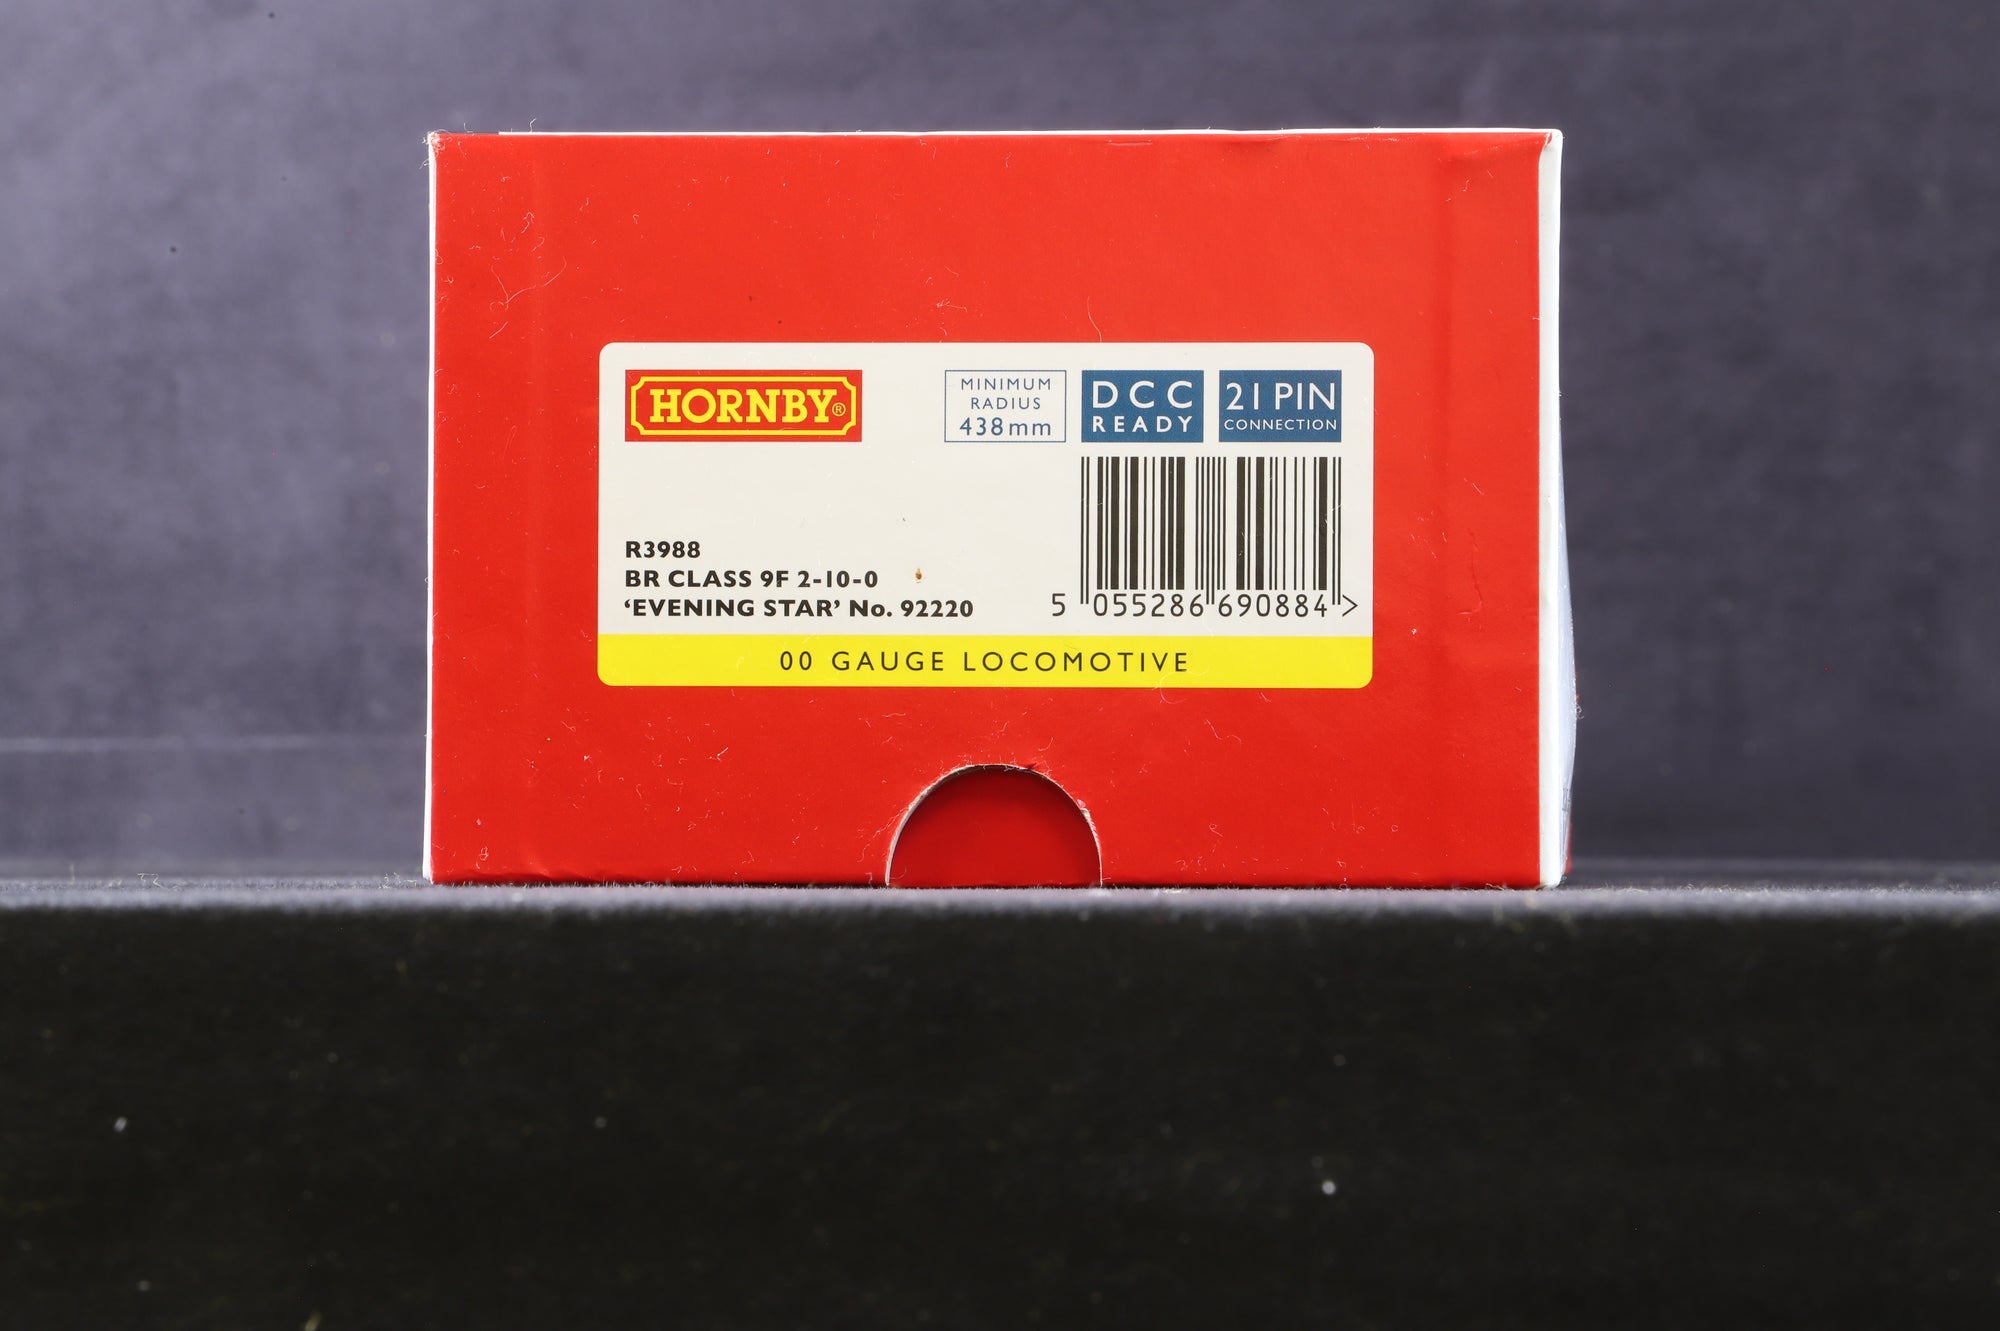 HORNBY®
MINIMUM
RADIUS
438mm
DCC
READY
21 PIN
CONNECTION
R3988
BR CLASS 9F 2-10-0
‘EVENING STAR’ No. 92220
5 055286 690884 >
00 GAUGE LOCOMOTIVE